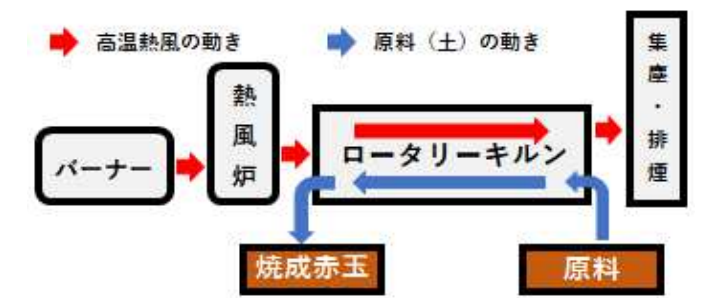 高温熱風の動き
原料（土）の動き
バーナー
熱風炉
ロータリーキルン
集塵・排煙
焼成赤玉
原料